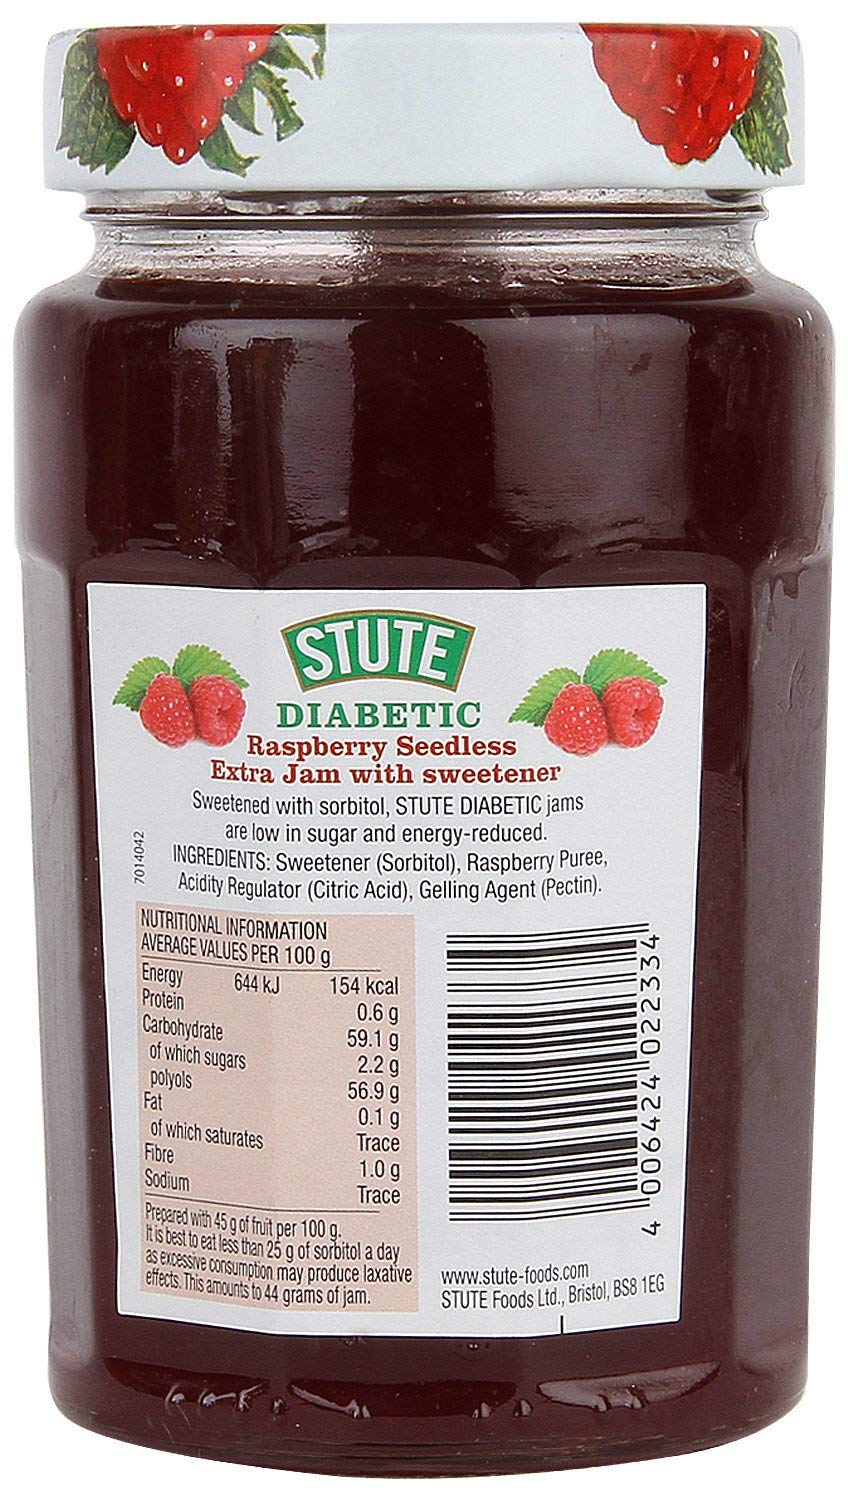 STUTE
DIABETIC
Raspberry Seedless
Extra Jam with sweetener
Sweetened with sorbitol, STUTE DIABETIC jams
are low in sugar and energy-reduced.
INGREDIENTS: Sweetener (Sorbitol), Raspberry Puree,
Acidity Regulator (Citric Acid), Gelling Agent (Pectin).
7014042
NUTRITIONAL INFORMATION
AVERAGE VALUES PER 100 g
Energy 644 kJ 154 kcal
Protein 0.6 g
Carbohydrate 59.1 g
of which sugars 2.2 g
polyols 56.9 g
Fat 0.1 g
of which saturates Trace
Fibre 1.0 g
Sodium Trace
Prepared with 45 g of fruit per 100 g.
It is best to eat less than 25 g of sorbitol a day
as excessive consumption may produce laxative
effects. This amounts to 44 grams of jam.
4 006424 022334
www.stute-foods.com
STUTE Foods Ltd., Bristol, BS8 1EG
STUTE